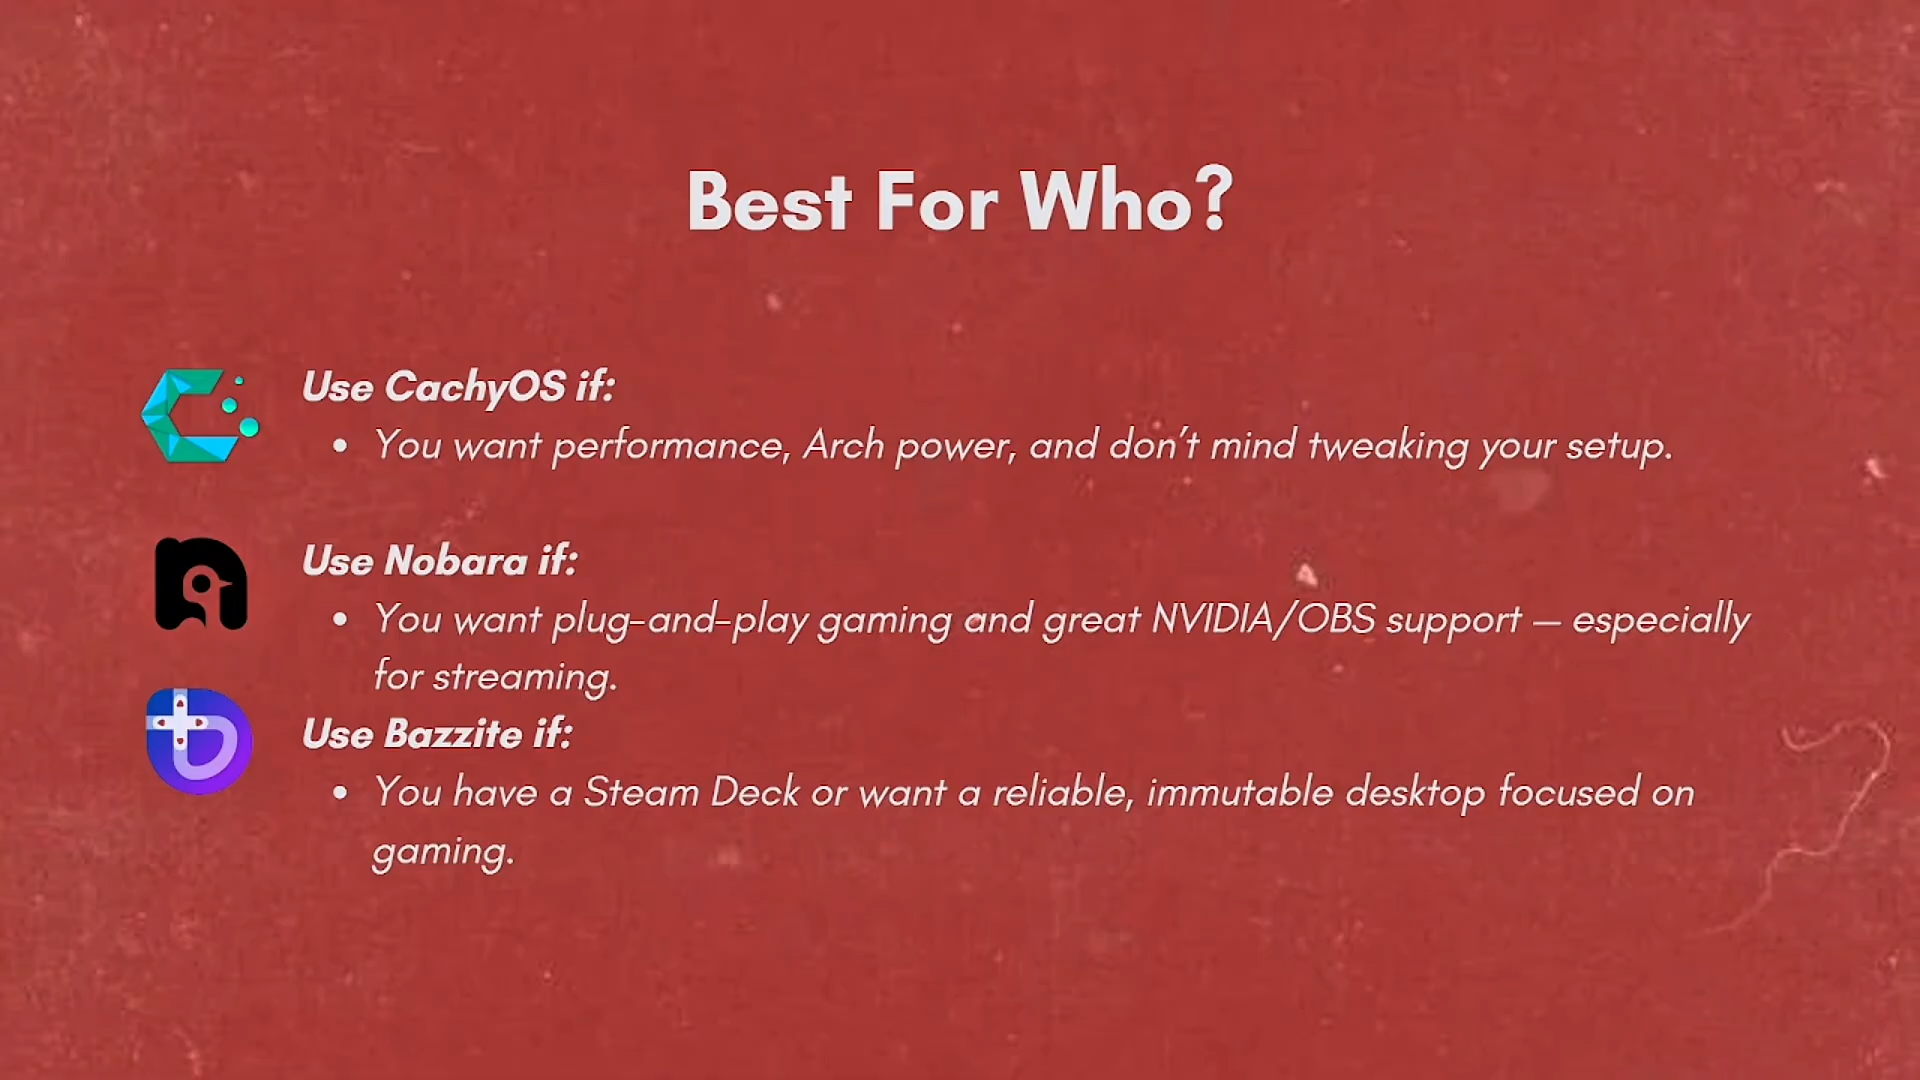 Best For Who?
Use CachyOS if:
• You want performance, Arch power, and don’t mind tweaking your setup.
Use Nobara if:
• You want plug-and-play gaming and great NVIDIA/OBS support — especially
for streaming.
Use Bazzite if:
• You have a Steam Deck or want a reliable, immutable desktop focused on
gaming.